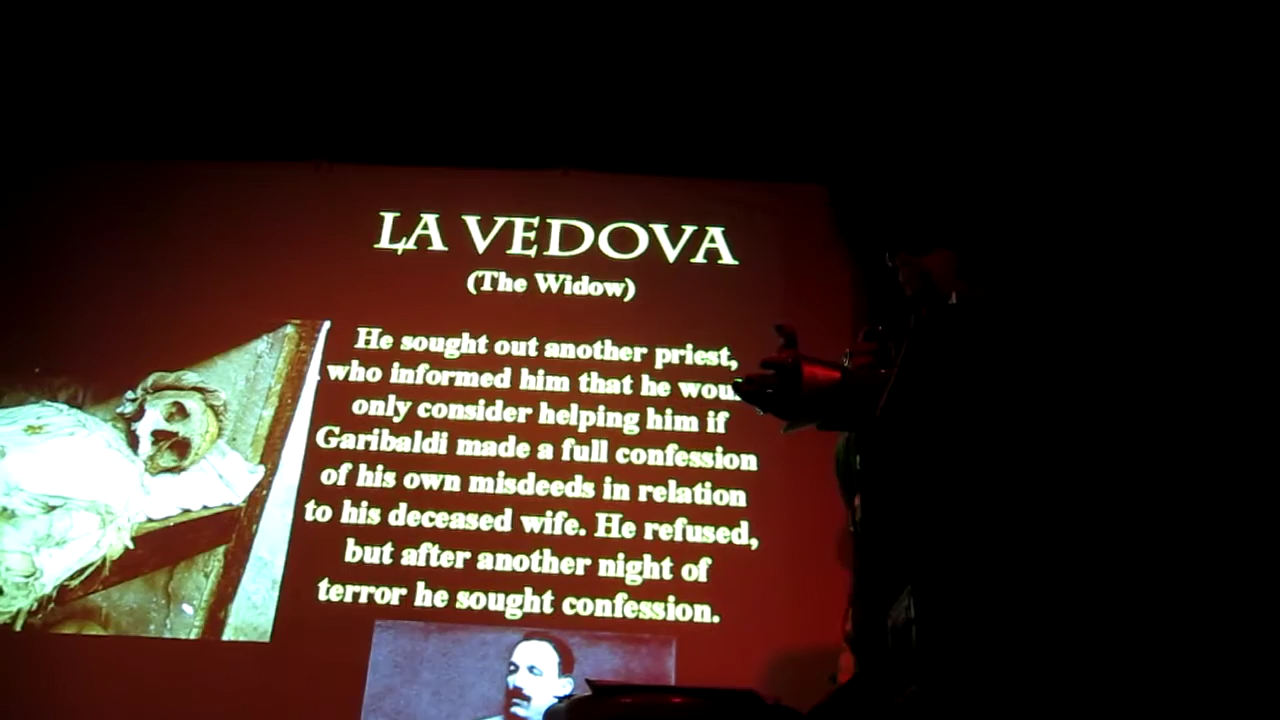 LA VEDOVA
(The Widow)
He sought out another priest,
who informed him that he wou
only consider helping him if
Garibaldi made a full confession
of his own misdeeds in relation
to his deceased wife. He refused,
but after another night of
terror he sought confession.